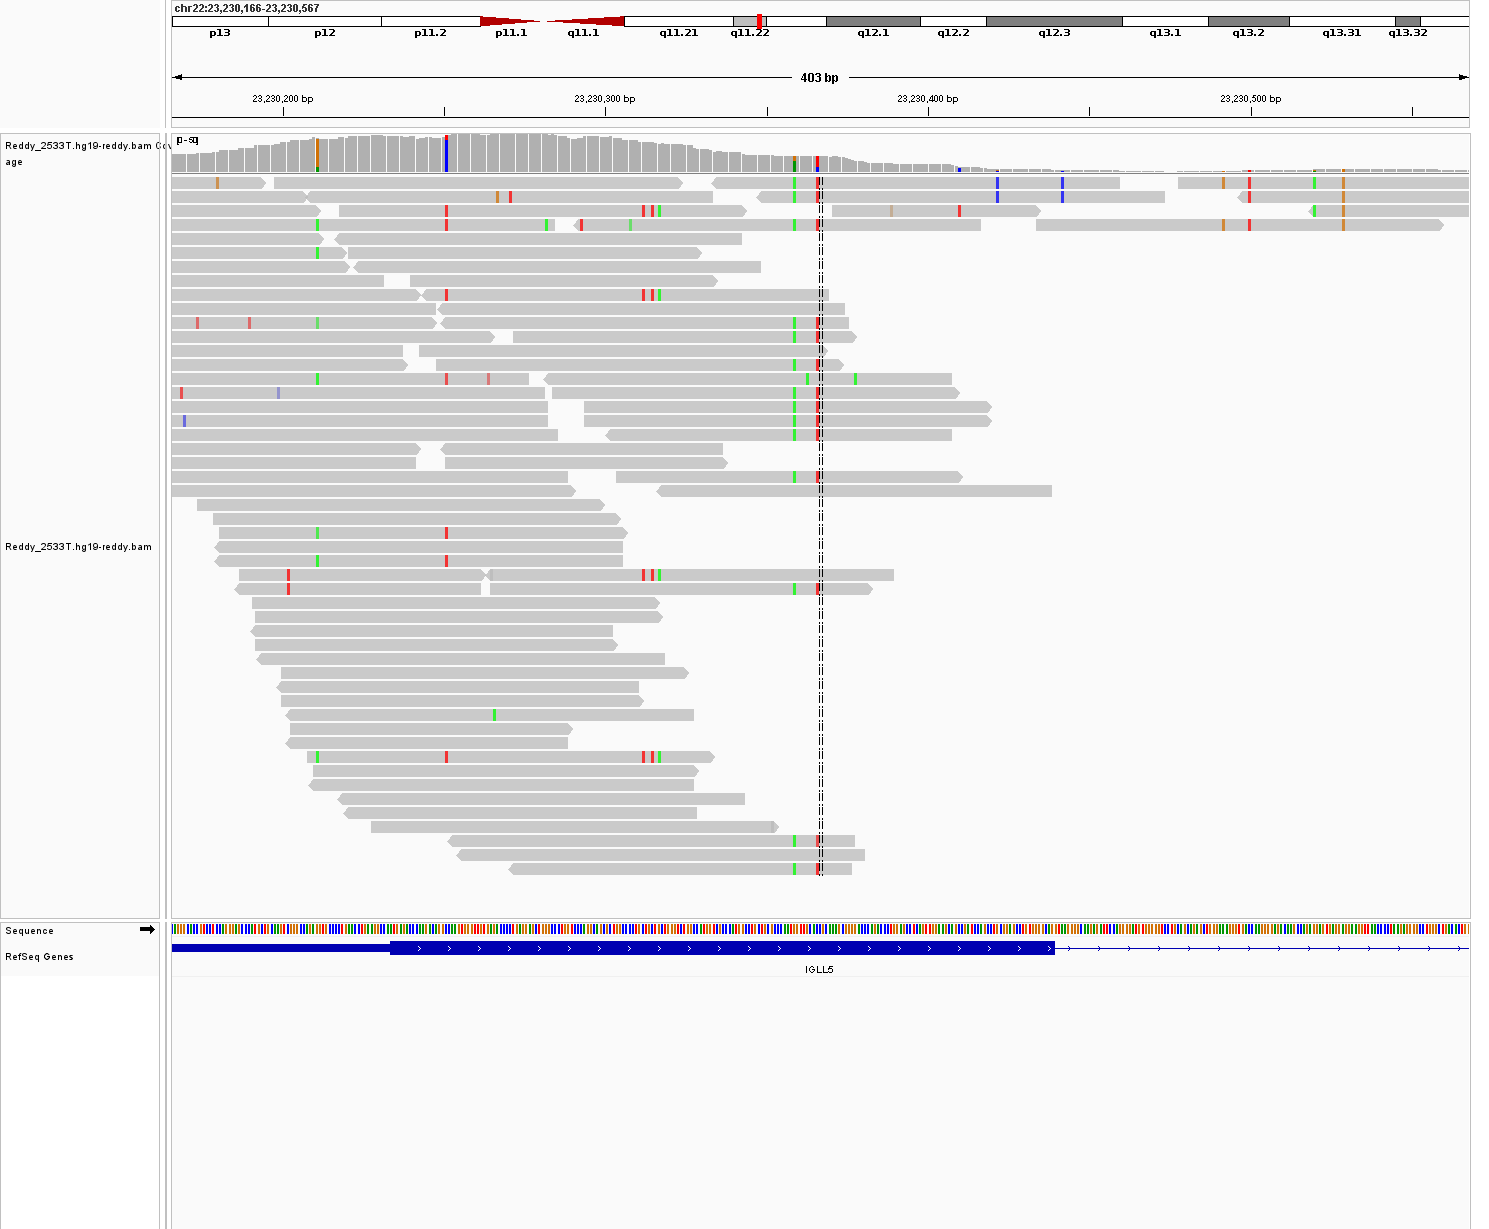 chr22:23,230,166-23,230,567
p13 p12 p11.2 p11.1 q11.1 q11.21 q11.22 q12.1 q12.2 q12.3 q13.1 q13.2 q13.31 q13.32
403 bp
23,230,200 bp 23,230,300 bp 23,230,400 bp 23,230,500 bp
Reddy_2533T.hg19-reddy.bam Cov
age
Reddy_2533T.hg19-reddy.bam
Sequence
RefSeq Genes
IGLL5